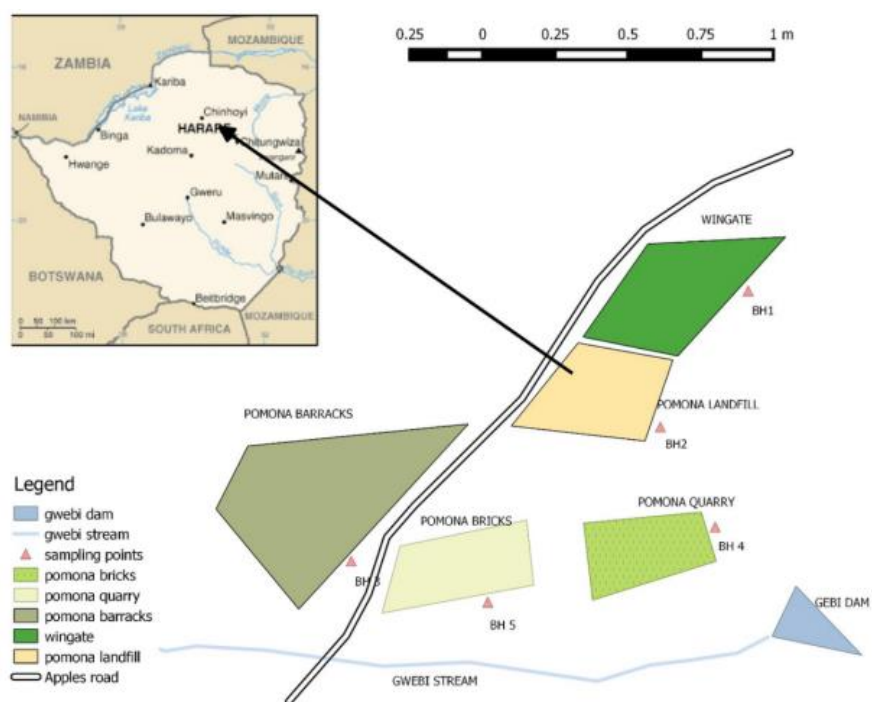 MOZAMBIQUE
ZAMBIA
Kariba
Lake
Kariba
Chinhoyi
NAMIBIA
Binga
HARARE
Chitungwiza
Hwange
Kadoma
Mutare
Gweru
Bulawayo
Masvingo
BOTSWANA
Beitbridge
0 50 100 km
0 50 100 mi
SOUTH AFRICA
MOZAMBIQUE
0.25 0 0.25 0.5 0.75 1 m
WINGATE
BH1
POMONA LANDFILL
BH2
POMONA BARRACKS
POMONA QUARRY
POMONA BRICKS
BH 4
BH 3
BH 5
GEBI DAM
GWEBI STREAM
Legend
gwebi dam
gwebi stream
sampling points
pomona bricks
pomona quarry
pomona barracks
wingate
pomona landfill
Apples road